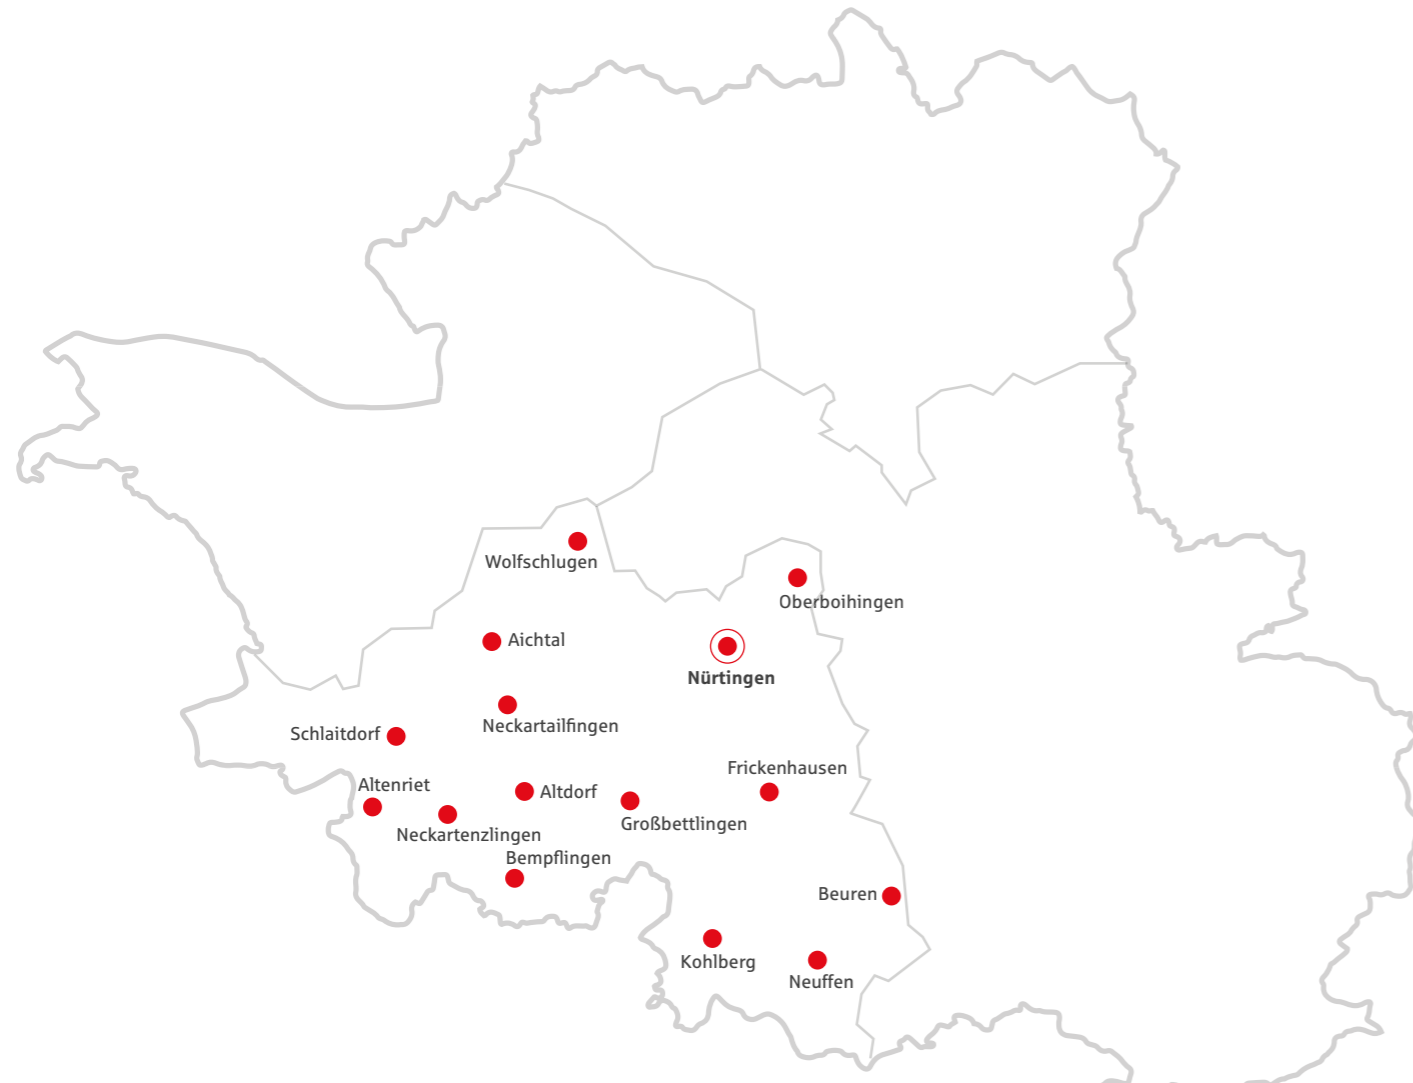 Wolfschlugen
Oberboihingen
Aichtal
Nürtingen
Neckartailfingen
Schlaitdorf
Frickenhausen
Altenriet
Altdorf
Großbettlingen
Neckartenzlingen
Bempflingen
Beuren
Kohlberg
Neuffen